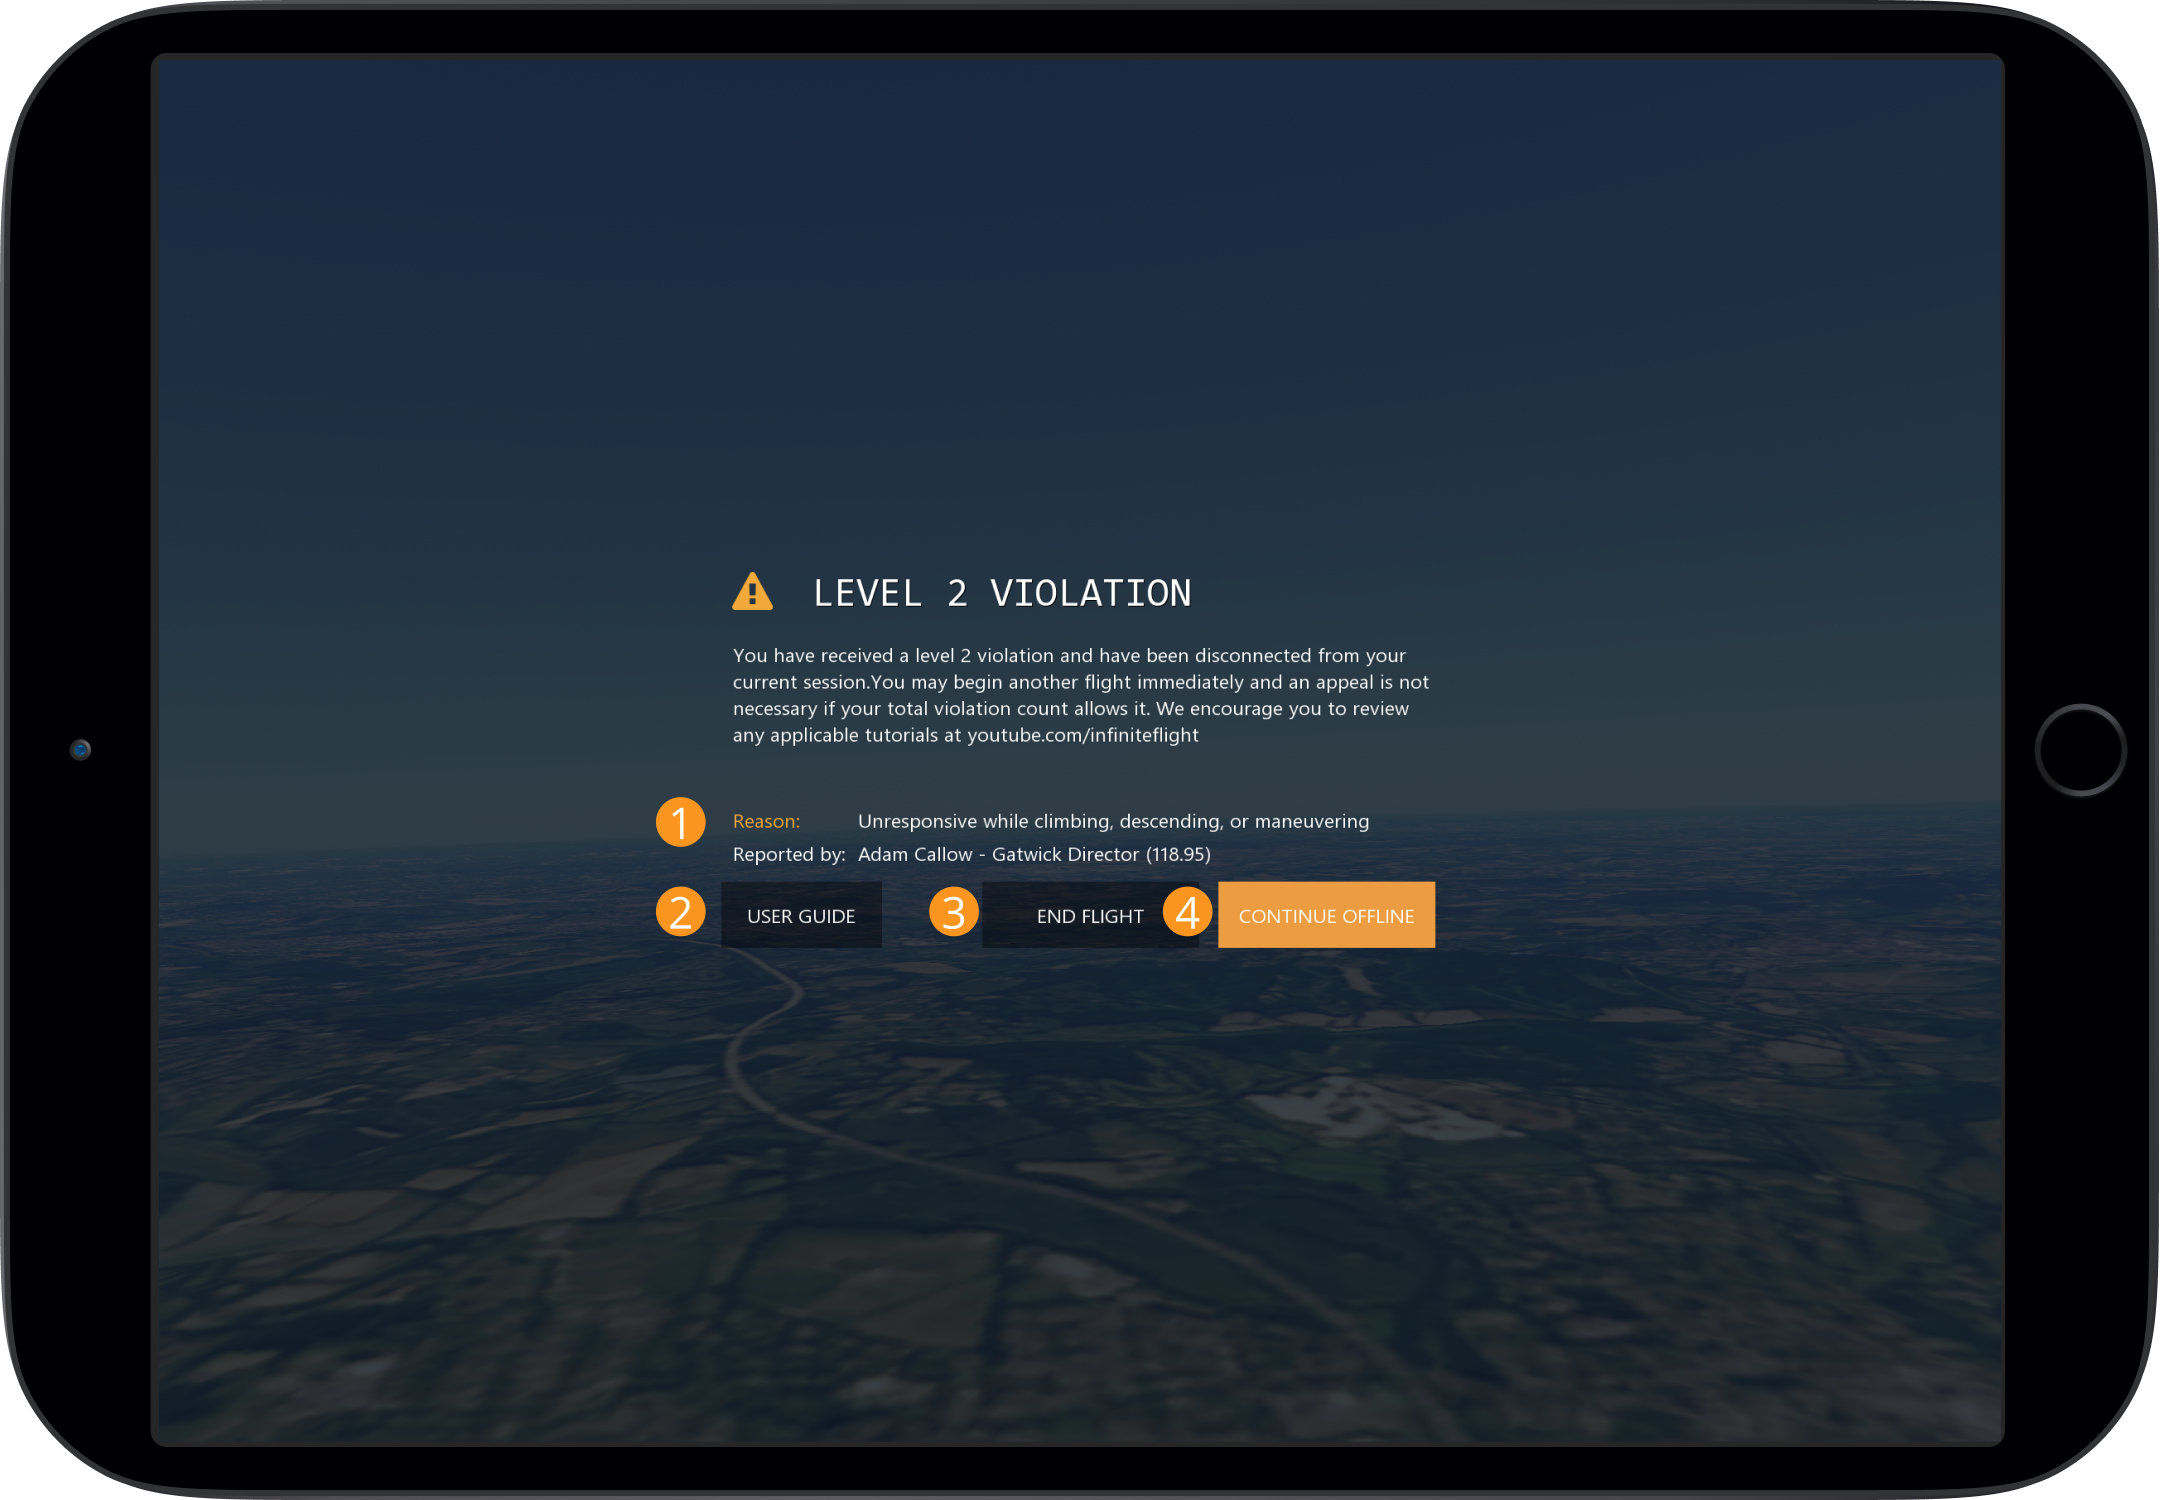 LEVEL 2 VIOLATION
You have received a level 2 violation and have been disconnected from your
current session.You may begin another flight immediately and an appeal is not
necessary if your total violation count allows it. We encourage you to review
any applicable tutorials at youtube.com/infiniteflight
1 Reason: Unresponsive while climbing, descending, or maneuvering
Reported by: Adam Callow - Gatwick Director (118.95)
2 USER GUIDE 3 END FLIGHT 4 CONTINUE OFFLINE